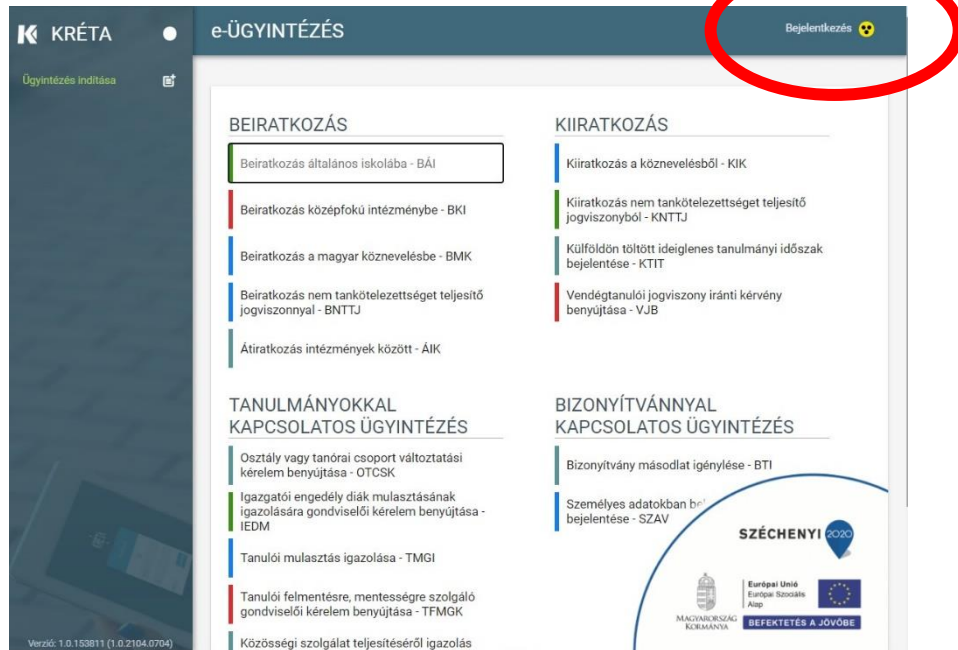 KRÉTA
e-ÜGYINTÉZÉS
Bejelentkezés
Ügyintézés indítása
BEIRATKOZÁS
Beiratkozás általános iskolába - BÁI
Beiratkozás középfokú intézménybe - BKI
Beiratkozás a magyar köznevelésbe - BMK
Beiratkozás nem tankötelezettséget teljesítő
jogviszonnyal - BNTTJ
Átiratkozás intézmények között - ÁIK
KIIRATKOZÁS
Kiiratkozás a köznevelésből - KIK
Kiiratkozás nem tankötelezettséget teljesítő
jogviszonyból - KNTTJ
Külföldön töltött ideiglenes tanulmányi időszak
bejelentése - KTIT
Vendégtanulói jogviszony iránti kérvény
benyújtása - VJB
TANULMÁNYOKKAL
KAPCSOLATOS ÜGYINTÉZÉS
Osztály vagy tanórai csoport változtatási
kérelem benyújtása - OTCSK
Igazgatói engedély diák mulasztásának
igazolására gondviselői kérelem benyújtása -
IEDM
Tanulói mulasztás igazolása - TMGI
Tanulói felmentésre, mentességre szolgáló
gondviselői kérelem benyújtása - TFMGK
Közösségi szolgálat teljesítéséről igazolás
BIZONYÍTVÁNNYAL
KAPCSOLATOS ÜGYINTÉZÉS
Bizonyítvány másodlat igénylése - BTI
Személyes adatokban
bejelentése - SZAV
SZÉCHENYI 2020
Európai Unió
Európai Szociális
Alap
MAGYARORSZÁG
KORMÁNYA
BEFEKTETÉS A JÖVŐBE
Verzió: 1.0.153811 (1.0.2104.0704)